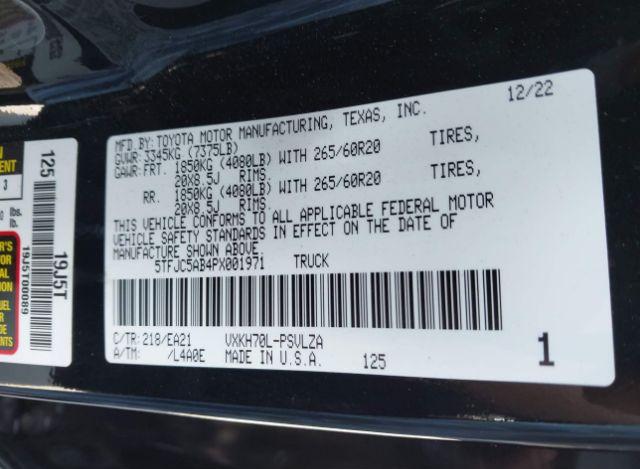 12/22
MFD.BY: TOYOTA MOTOR MANUFACTURING, TEXAS, INC.
GVWR: 3345KG (7375LB)
GAWR: FRT. 1850KG (4080LB) WITH 265/60R20 TIRES,
20X8.5J RIMS.
RR. 1850KG (4080LB) WITH 265/60R20 TIRES,
20X8.5J RIMS.
THIS VEHICLE CONFORMS TO ALL APPLICABLE FEDERAL MOTOR
VEHICLE SAFETY STANDARDS IN EFFECT ON THE DATE OF
MANUFACTURE SHOWN ABOVE
5TFJC5AB4PX001971 TRUCK
C/TR: 218/EA21 VXKH70L-PSVLZA
A/TM: /L4A0E MADE IN U.S.A. 125 1
125 19J5T
19J5T00089
3
lbs.
lb.